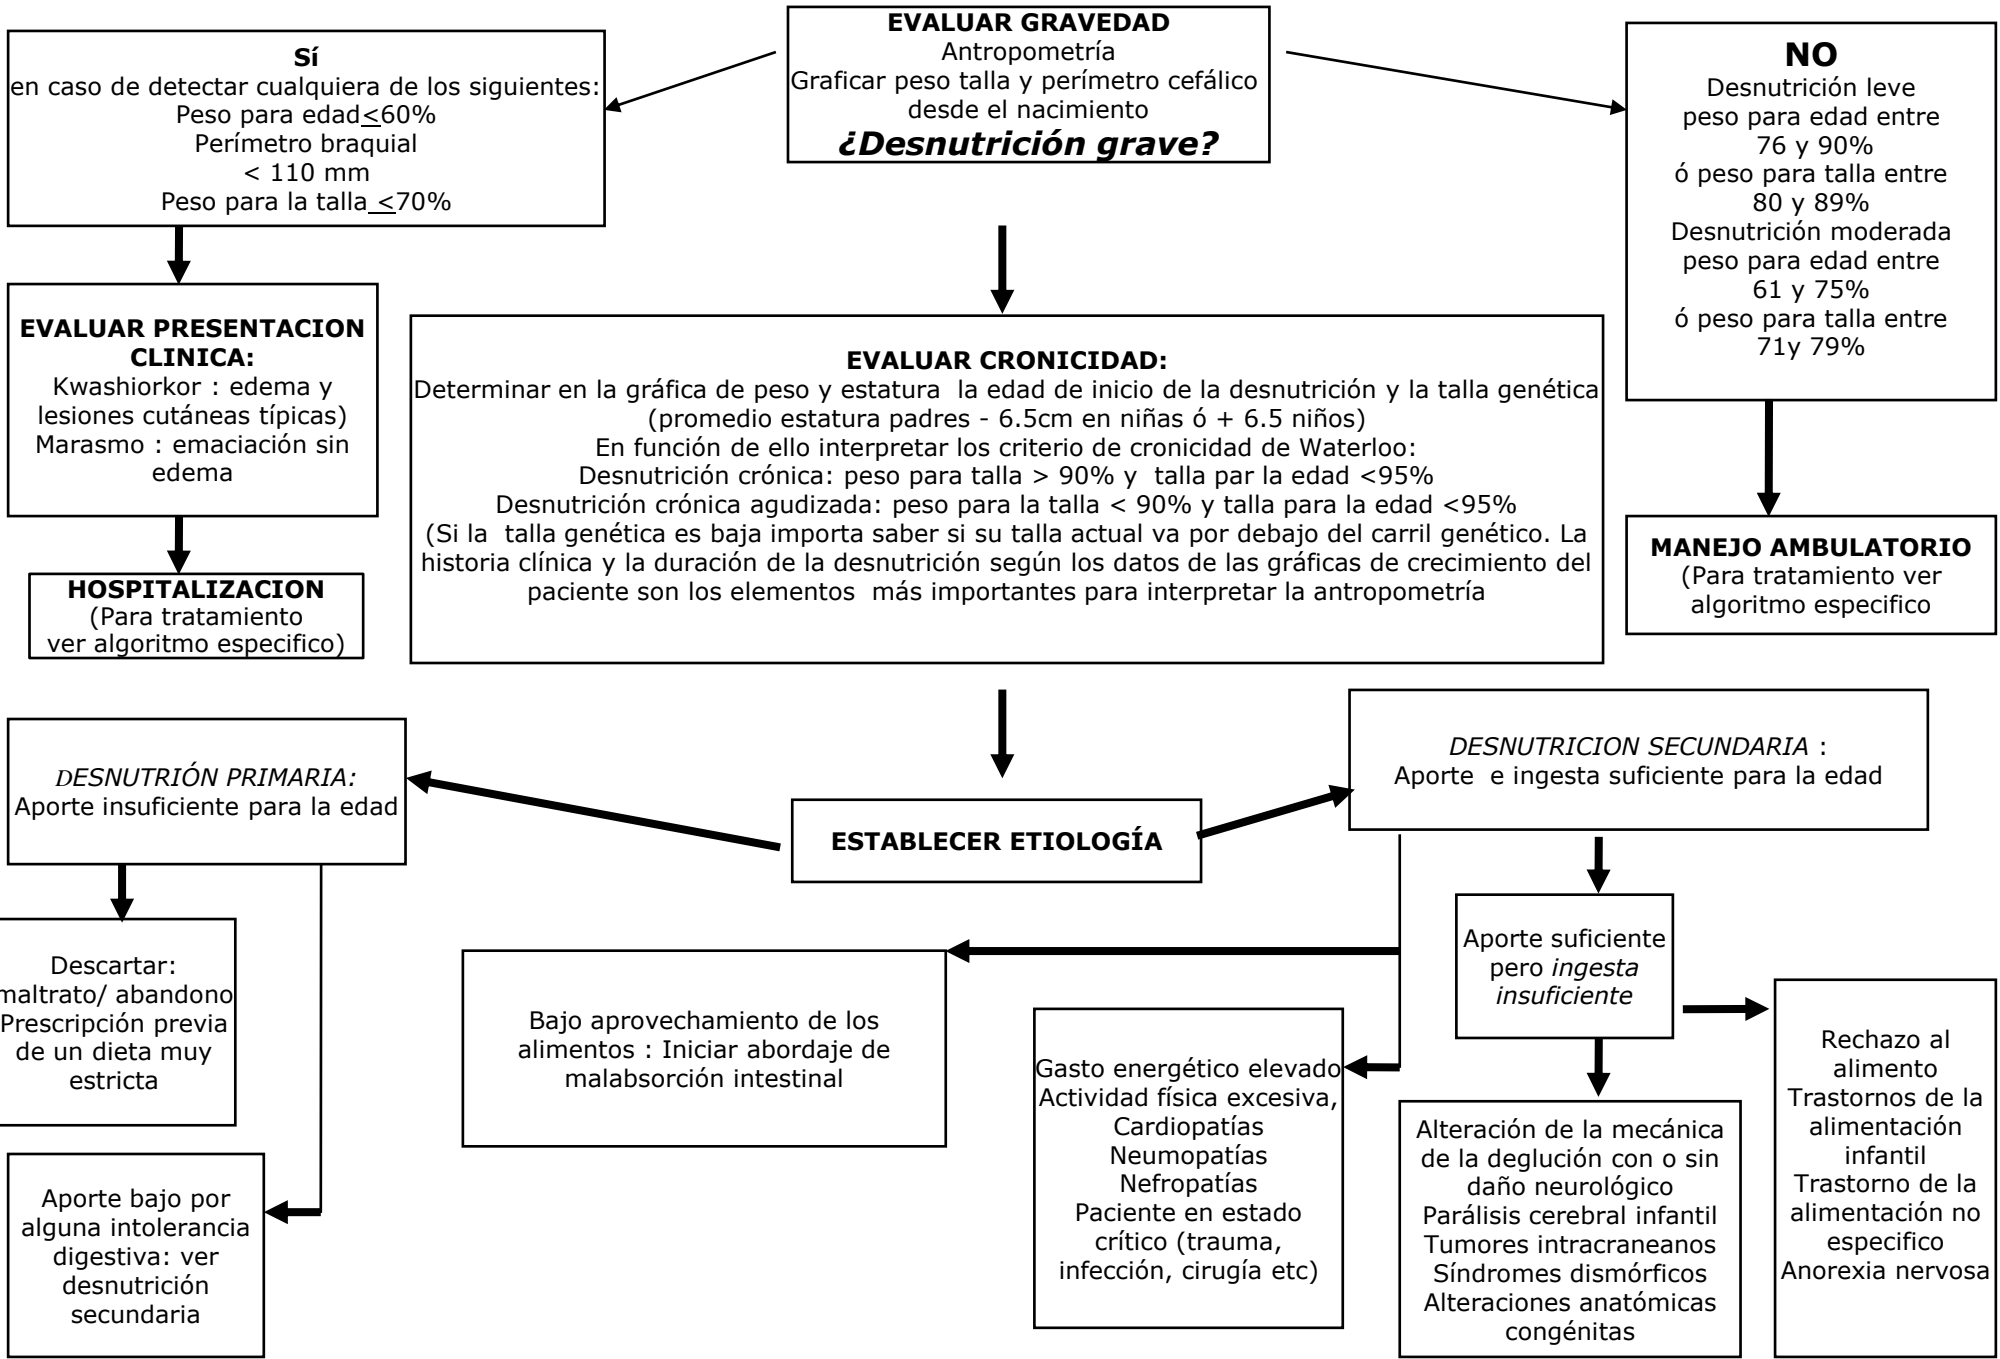 EVALUAR GRAVEDAD
Antropometría
Graficar peso talla y perímetro cefálico
desde el nacimiento
¿Desnutrición grave?
Sí
en caso de detectar cualquiera de los siguientes:
Peso para edad<60%
Perímetro braquial
< 110 mm
Peso para la talla <70%
NO
Desnutrición leve
peso para edad entre
76 y 90%
ó peso para talla entre
80 y 89%
Desnutrición moderada
peso para edad entre
61 y 75%
ó peso para talla entre
71y 79%
EVALUAR PRESENTACION
CLINICA:
Kwashiorkor : edema y
lesiones cutáneas típicas)
Marasmo : emaciación sin
edema
HOSPITALIZACION
(Para tratamiento
ver algoritmo especifico)
EVALUAR CRONICIDAD:
Determinar en la gráfica de peso y estatura  la edad de inicio de la desnutrición y la talla genética
(promedio estatura padres - 6.5cm en niñas ó + 6.5 niños)
En función de ello interpretar los criterio de cronicidad de Waterloo:
Desnutrición crónica: peso para talla > 90% y  talla par la edad <95%
Desnutrición crónica agudizada: peso para la talla < 90% y talla para la edad <95%
(Si la  talla genética es baja importa saber si su talla actual va por debajo del carril genético. La
historia clínica y la duración de la desnutrición según los datos de las gráficas de crecimiento del
paciente son los elementos  más importantes para interpretar la antropometría
MANEJO AMBULATORIO
(Para tratamiento ver
algoritmo especifico
DESNUTRIÓN PRIMARIA:
Aporte insuficiente para la edad
ESTABLECER ETIOLOGÍA
DESNUTRICION SECUNDARIA :
Aporte  e ingesta suficiente para la edad
Descartar:
maltrato/ abandono
Prescripción previa
de un dieta muy
estricta
Aporte bajo por
alguna intolerancia
digestiva: ver
desnutrición
secundaria
Bajo aprovechamiento de los
alimentos : Iniciar abordaje de
malabsorción intestinal
Gasto energético elevado
Actividad física excesiva,
Cardiopatías
Neumopatías
Nefropatías
Paciente en estado
crítico (trauma,
infección, cirugía etc)
Aporte suficiente
pero ingesta
insuficiente
Alteración de la mecánica
de la deglución con o sin
daño neurológico
Parálisis cerebral infantil
Tumores intracraneanos
Síndromes dismórficos
Alteraciones anatómicas
congénitas
Rechazo al
alimento
Trastornos de la
alimentación
infantil
Trastorno de la
alimentación no
especifico
Anorexia nervosa